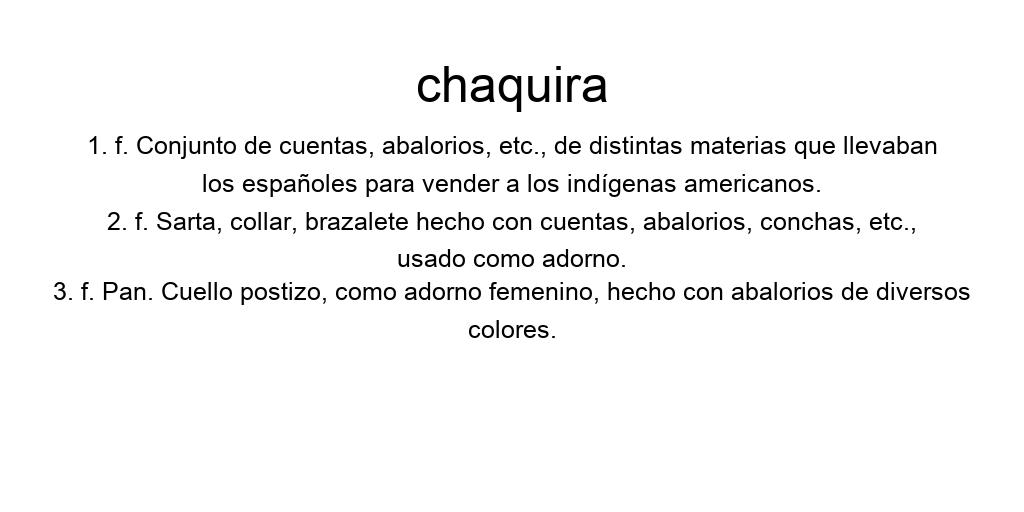 chaquira
1. f. Conjunto de cuentas, abalorios, etc., de distintas materias que llevaban
los españoles para vender a los indígenas americanos.
2. f. Sarta, collar, brazalete hecho con cuentas, abalorios, conchas, etc.,
usado como adorno.
3. f. Pan. Cuello postizo, como adorno femenino, hecho con abalorios de diversos
colores.